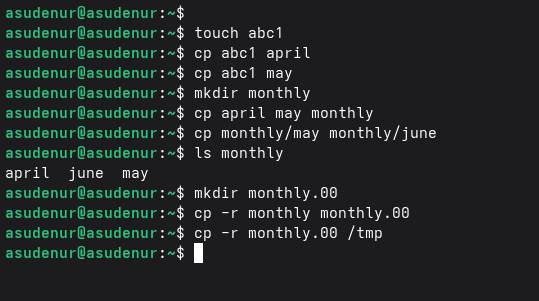 asudenur@asudenur:~$
asudenur@asudenur:~$ touch abc1
asudenur@asudenur:~$ cp abc1 april
asudenur@asudenur:~$ cp abc1 may
asudenur@asudenur:~$ mkdir monthly
asudenur@asudenur:~$ cp april may monthly
asudenur@asudenur:~$ cp monthly/may monthly/june
asudenur@asudenur:~$ ls monthly
april  june  may
asudenur@asudenur:~$ mkdir monthly.00
asudenur@asudenur:~$ cp -r monthly monthly.00
asudenur@asudenur:~$ cp -r monthly.00 /tmp
asudenur@asudenur:~$